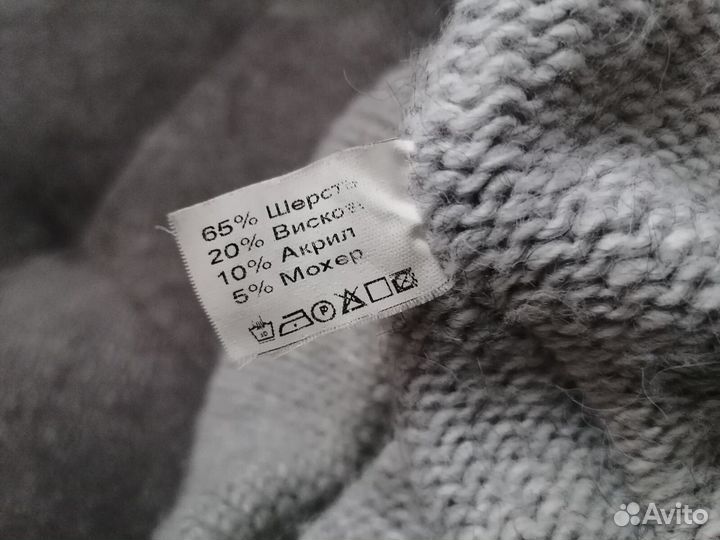 65% Шерсть
20% Вискоза
10% Акрил
5% Мохер
P
Avito